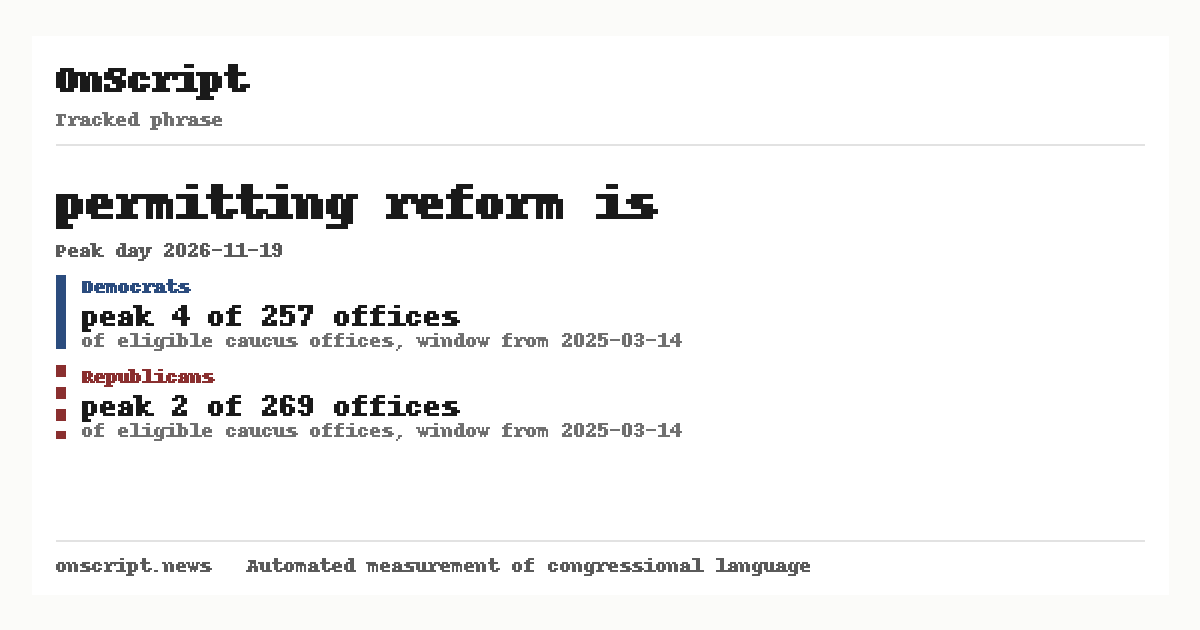 OnScript
Tracked phrase
permitting reform is
Peak day 2026-11-19
Democrats
peak 4 of 257 offices
of eligible caucus offices, window from 2025-03-14
Republicans
peak 2 of 269 offices
of eligible caucus offices, window from 2025-03-14
onscript.news Automated measurement of congressional language